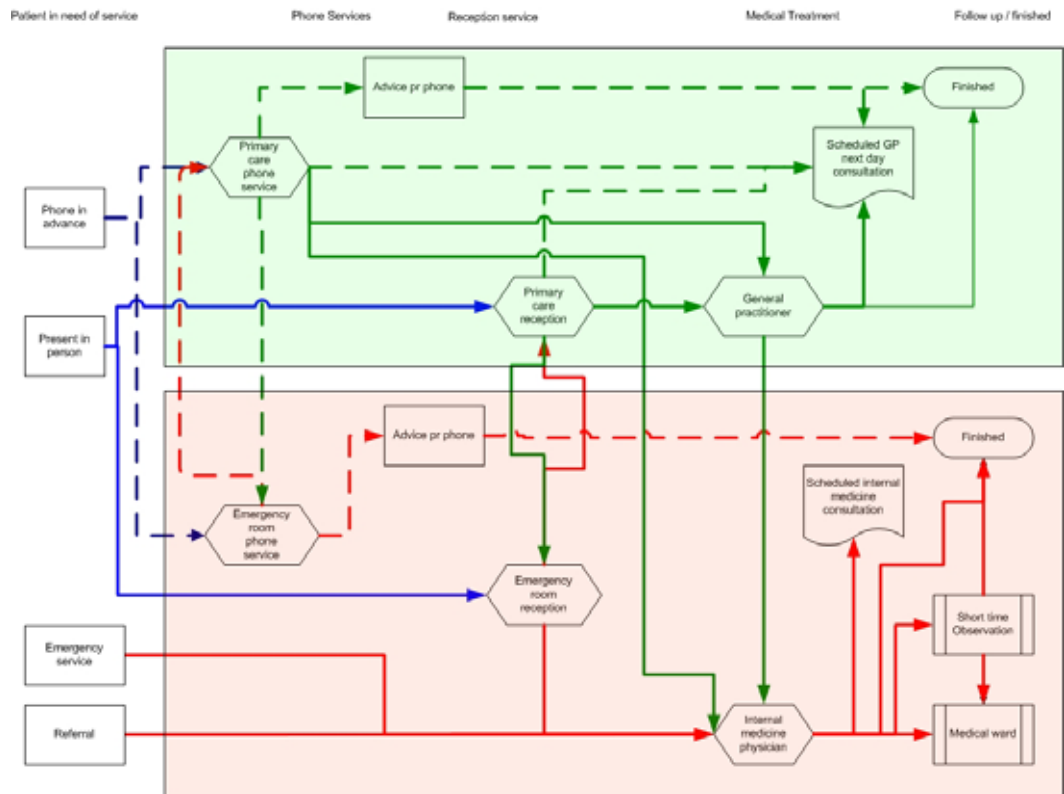 Patient in need of service
Phone Services
Reception service
Medical Treatment
Follow up / finished
Advice pr phone
Finished
Primary
care
phone
service
Scheduled GP
next day
consultation
Phone in
advance
Primary
care
reception
General
practitioner
Present in
person
Advice pr phone
Finished
Scheduled internal
medicine
consultation
Emergency
room
phone
service
Emergency
room
reception
Short time
Observation
Emergency
service
Referral
Internal
medicine
physician
Medical ward